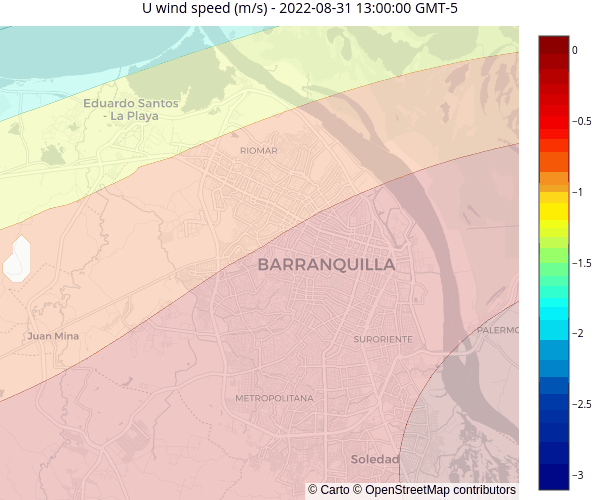 U wind speed (m/s) - 2022-08-31 13:00:00 GMT-5
0
−0.5
−1
−1.5
−2
−2.5
−3
Eduardo Santos
- La Playa
RIOMAR
BARRANQUILLA
Juan Mina
SURORIENTE
PALERMO
METROPOLITANA
Soledad
© Carto © OpenStreetMap contributors